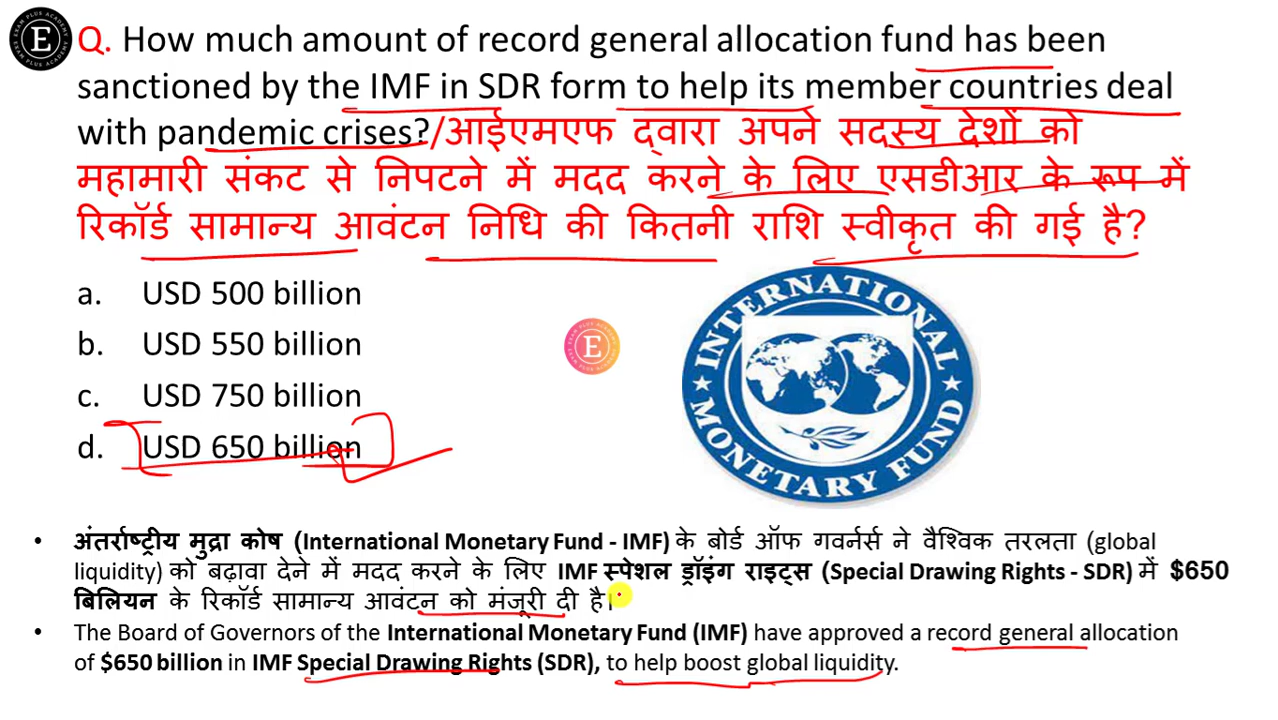 Q. How much amount of record general allocation fund has been
sanctioned by the IMF in SDR form to help its member countries deal
with pandemic crises?/आईएमएफ द्वारा अपने सदस्य देशों को
महामारी संकट से निपटने में मदद करने के लिए एसडीआर के रूप में
रिकॉर्ड सामान्य आवंटन निधि की कितनी राशि स्वीकृत की गई है?
a. USD 500 billion
b. USD 550 billion
c. USD 750 billion
d. USD 650 billion
INTERNATIONAL
MONETARY FUND
E
• अंतर्राष्ट्रीय मुद्रा कोष (International Monetary Fund - IMF) के बोर्ड ऑफ गवर्नर्स ने वैश्विक तरलता (global
liquidity) को बढ़ावा देने में मदद करने के लिए IMF स्पेशल ड्रॉइंग राइट्स (Special Drawing Rights - SDR) में $650
बिलियन के रिकॉर्ड सामान्य आवंटन को मंजूरी दी है।
• The Board of Governors of the International Monetary Fund (IMF) have approved a record general allocation
of $650 billion in IMF Special Drawing Rights (SDR), to help boost global liquidity.